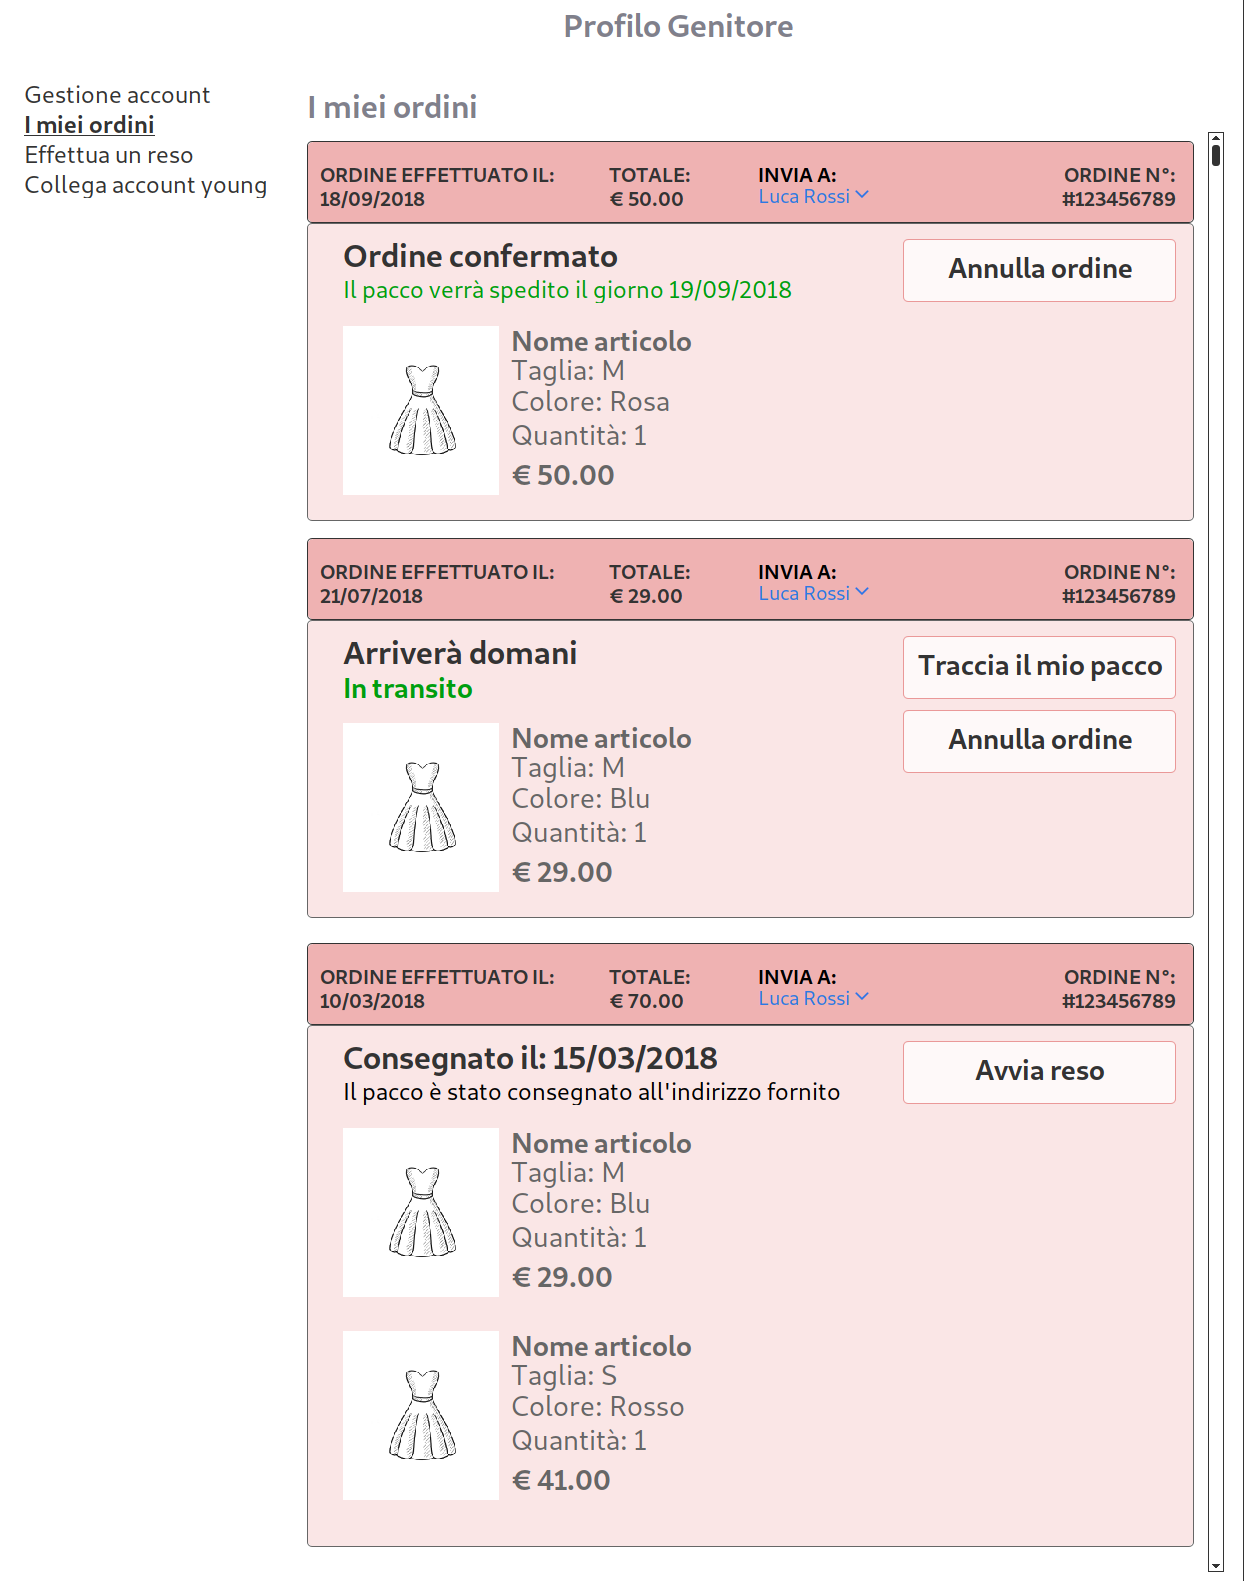 Profilo Genitore
Gestione account
I miei ordini
Effettua un reso
Collega account young
I miei ordini
ORDINE EFFETTUATO IL: TOTALE: INVIA A: ORDINE N°:
18/09/2018 € 50.00 Luca Rossi #123456789
Ordine confermato
Annulla ordine
Il pacco verrà spedito il giorno 19/09/2018
Nome articolo
Taglia: M
Colore: Rosa
Quantità: 1
€ 50.00
ORDINE EFFETTUATO IL: TOTALE: INVIA A: ORDINE N°:
21/07/2018 € 29.00 Luca Rossi #123456789
Arriverà domani
Traccia il mio pacco
In transito
Annulla ordine
Nome articolo
Taglia: M
Colore: Blu
Quantità: 1
€ 29.00
ORDINE EFFETTUATO IL: TOTALE: INVIA A: ORDINE N°:
10/03/2018 € 70.00 Luca Rossi #123456789
Consegnato il: 15/03/2018
Avvia reso
Il pacco è stato consegnato all'indirizzo fornito
Nome articolo
Taglia: M
Colore: Blu
Quantità: 1
€ 29.00
Nome articolo
Taglia: S
Colore: Rosso
Quantità: 1
€ 41.00